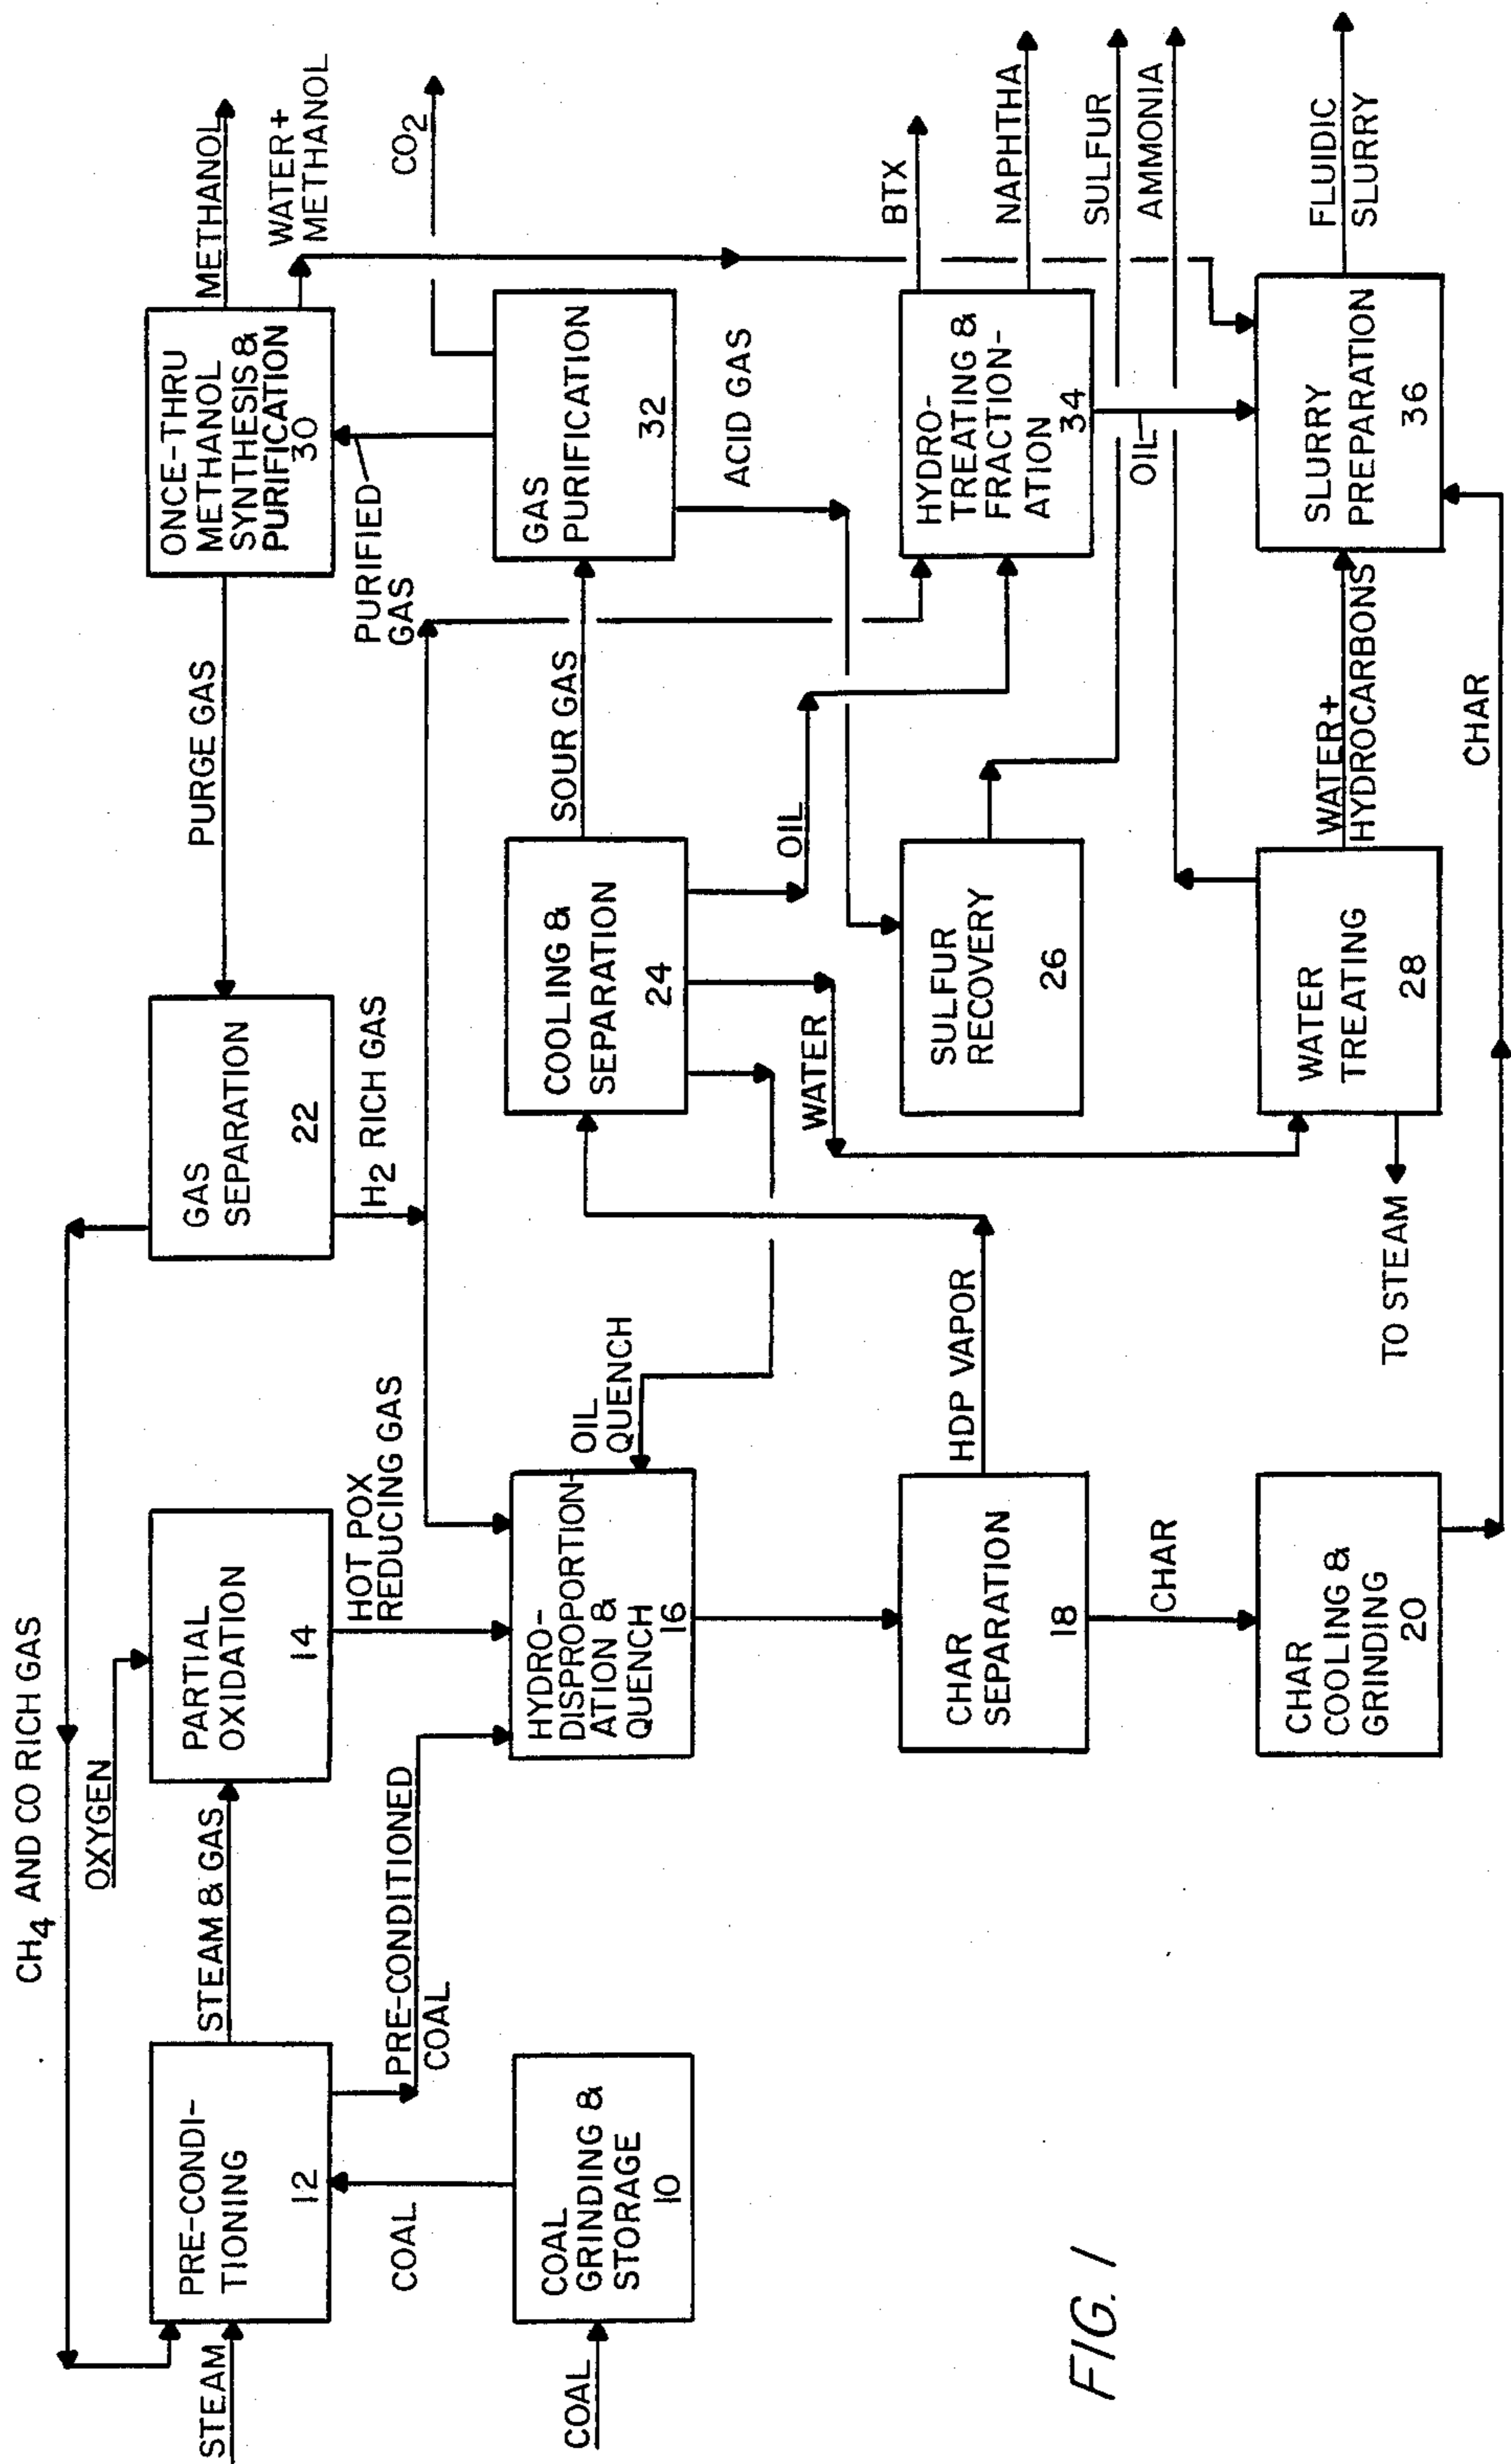 CH4 AND CO RICH GAS
OXYGEN
STEAM
PRE-CONDI-
TIONING
12
STEAM & GAS
PARTIAL
OXIDATION
14
GAS
SEPARATION
22
PURGE GAS
ONCE-THRU
METHANOL
SYNTHESIS &
PURIFICATION
30
METHANOL
WATER+
METHANOL
COAL
PRE-CONDITIONED
COAL
HOT POX
REDUCING GAS
H2 RICH GAS
PURIFIED
GAS
CO2
COAL
COAL
GRINDING &
STORAGE
10
HYDRO-
DISPROPORTION-
ATION &
QUENCH
16
OIL
QUENCH
COOLING &
SEPARATION
24
SOUR GAS
GAS
PURIFICATION
32
ACID GAS
OIL
WATER
CHAR
SEPARATION
18
HDP VAPOR
SULFUR
RECOVERY
26
HYDRO-
TREATING &
FRACTION-
ATION
34
BTX
NAPHTHA
SULFUR
AMMONIA
OIL
CHAR
CHAR
COOLING &
GRINDING
20
TO STEAM
WATER
TREATING
28
WATER+
HYDROCARBONS
SLURRY
PREPARATION
36
FLUIDIC
SLURRY
CHAR
FIG. 1